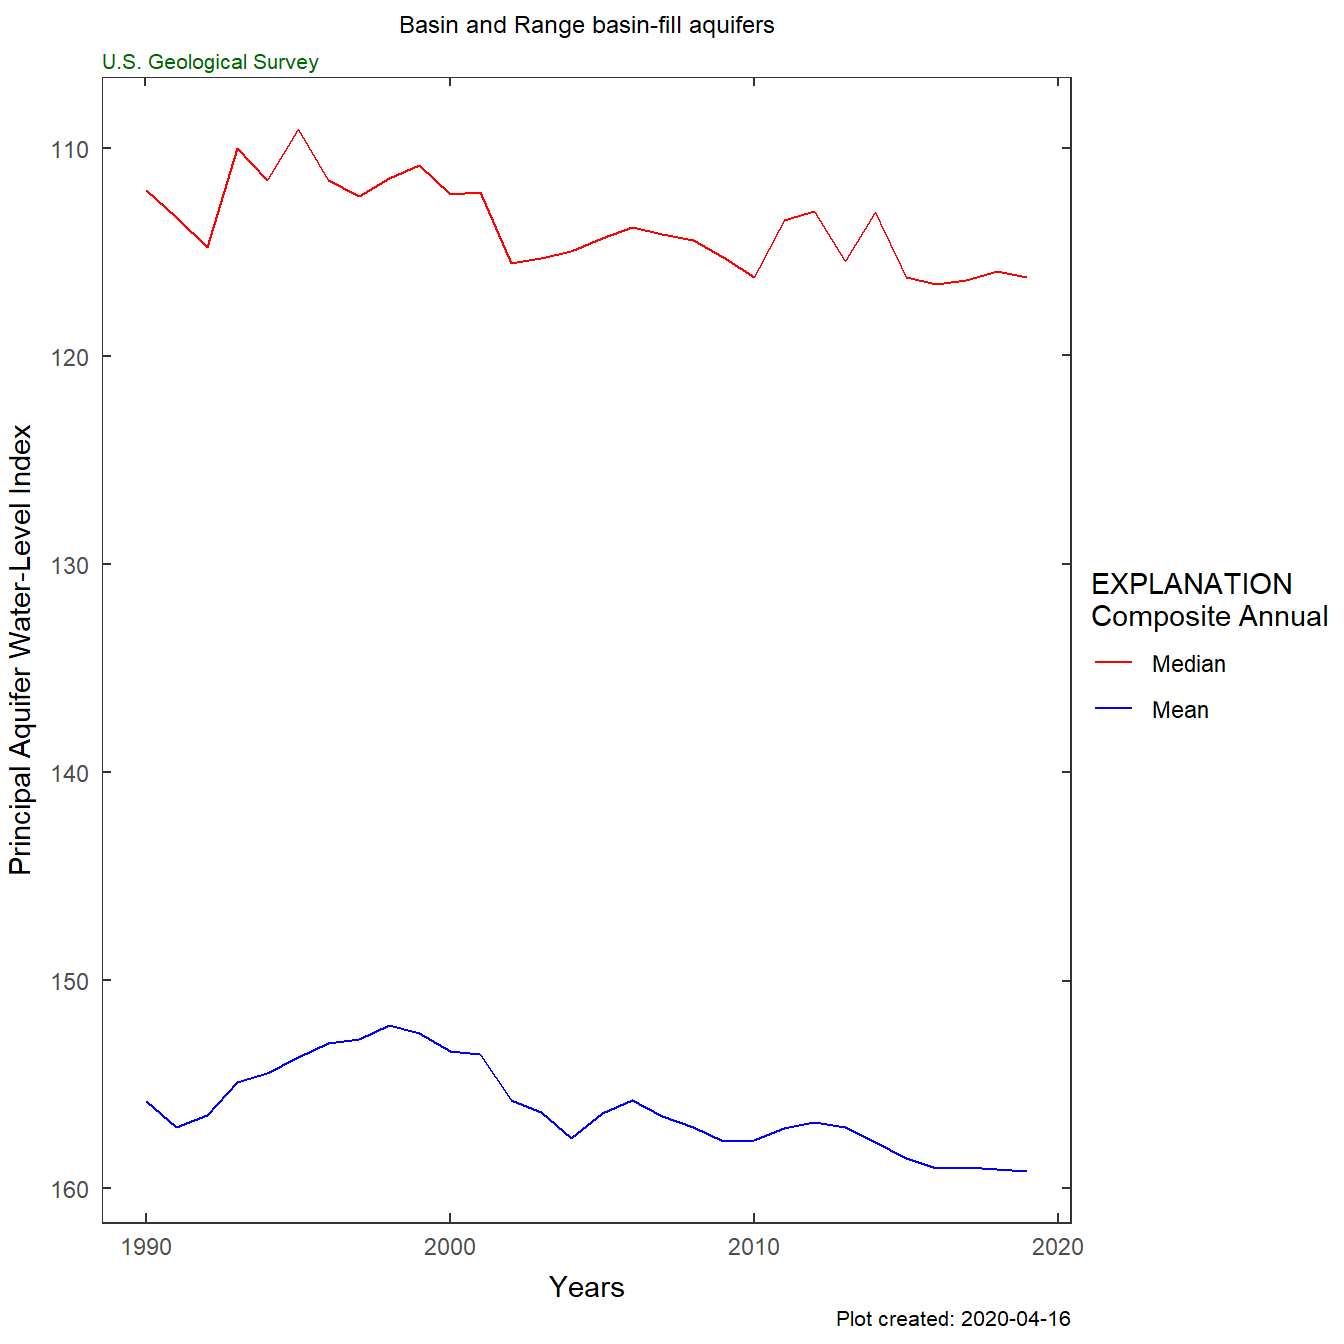 Basin and Range basin-fill aquifers
U.S. Geological Survey
Principal Aquifer Water-Level Index
110
120
130
140
150
160
1990
2000
2010
2020
Years
EXPLANATION
Composite Annual
Median
Mean
Plot created: 2020-04-16